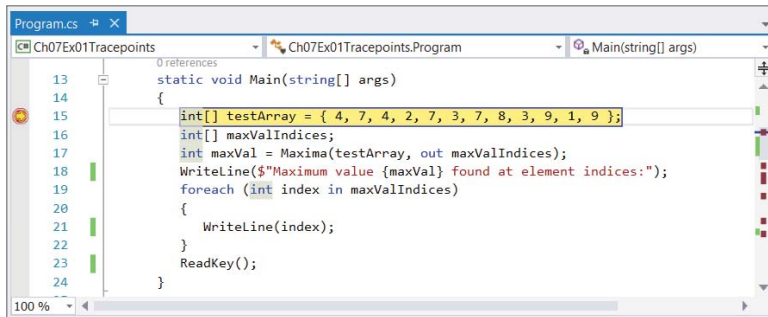 Program.cs
Ch07Ex01Tracepoints Ch07Ex01Tracepoints.Program Main(string[] args)
0 references
13 static void Main(string[] args)
14 {
15 int[] testArray = { 4, 7, 4, 2, 7, 3, 7, 8, 3, 9, 1, 9 };
16 int[] maxValIndices;
17 int maxVal = Maxima(testArray, out maxValIndices);
18 WriteLine($"Maximum value {maxVal} found at element indices:");
19 foreach (int index in maxValIndices)
20 {
21 WriteLine(index);
22 }
23 ReadKey();
24 }
100 %